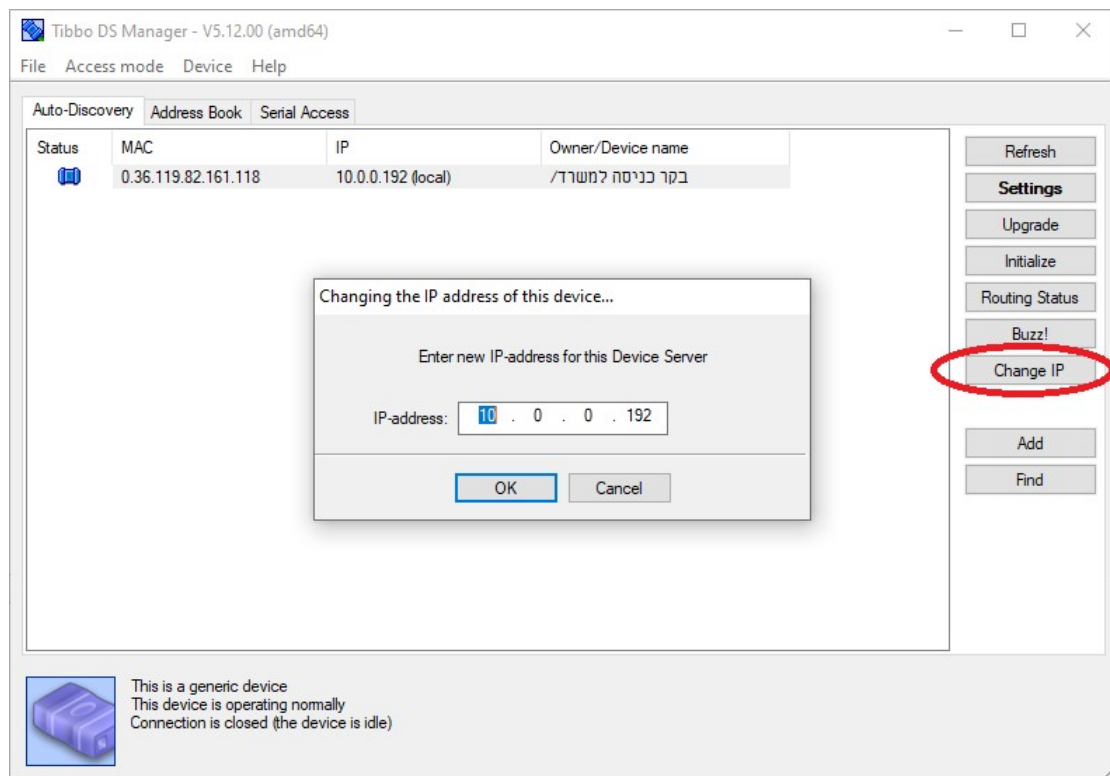 Tibbo DS Manager - V5.12.00 (amd64)
File Access mode Device Help
Auto-Discovery Address Book Serial Access
Status MAC IP Owner/Device name
0.36.119.82.161.118 10.0.0.192 (local) בקר כניסה למשרד/
Refresh
Settings
Upgrade
Initialize
Routing Status
Buzz!
Change IP
Add
Find
Changing the IP address of this device...
Enter new IP-address for this Device Server
IP-address: 10 . 0 . 0 . 192
OK Cancel
This is a generic device
This device is operating normally
Connection is closed (the device is idle)